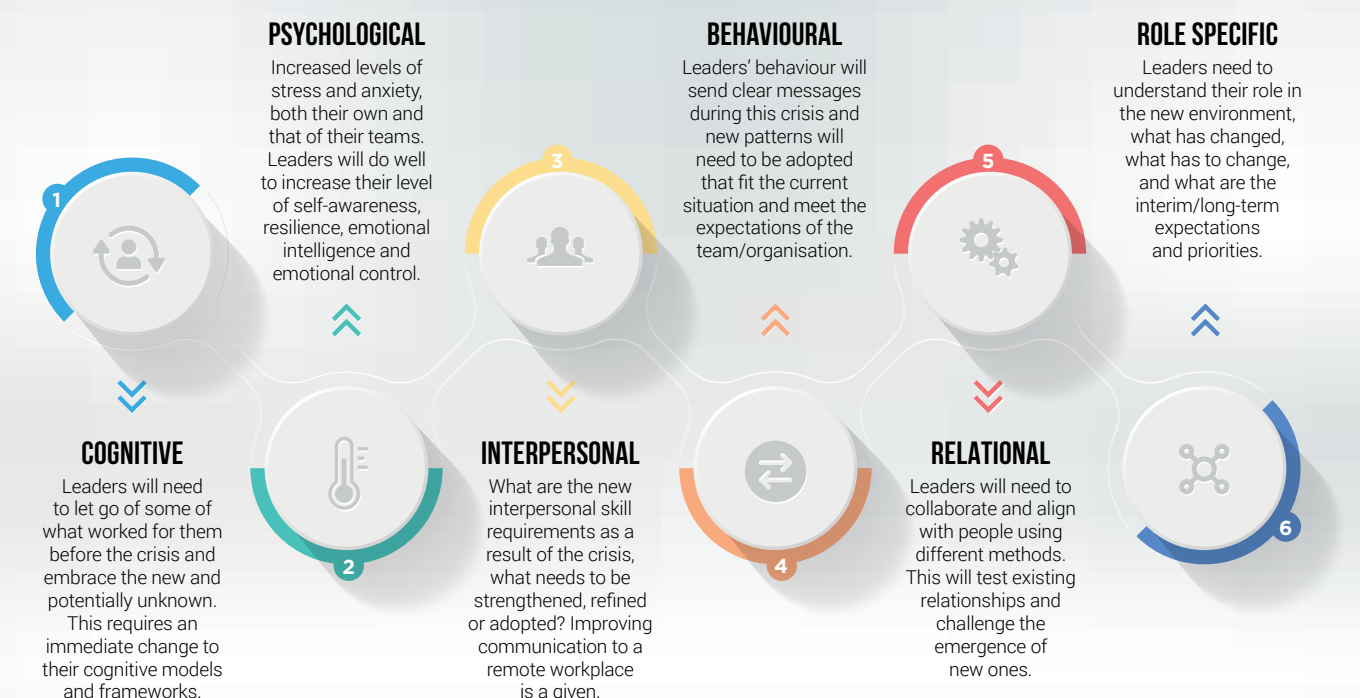 1
COGNITIVE
Leaders will need
to let go of some of
what worked for them
before the crisis and
embrace the new and
potentially unknown.
This requires an
immediate change to
their cognitive models
and frameworks.
2
PSYCHOLOGICAL
Increased levels of
stress and anxiety,
both their own and
that of their teams.
Leaders will do well
to increase their level
of self-awareness,
resilience, emotional
intelligence and
emotional control.
3
INTERPERSONAL
What are the new
interpersonal skill
requirements as a
result of the crisis,
what needs to be
strengthened, refined
or adopted? Improving
communication to a
remote workplace
is a given.
4
BEHAVIOURAL
Leaders' behaviour will
send clear messages
during this crisis and
new patterns will
need to be adopted
that fit the current
situation and meet the
expectations of the
team/organisation.
5
RELATIONAL
Leaders will need to
collaborate and align
with people using
different methods.
This will test existing
relationships and
challenge the
emergence of
new ones.
6
ROLE SPECIFIC
Leaders need to
understand their role in
the new environment,
what has changed,
what has to change,
and what are the
interim/long-term
expectations
and priorities.